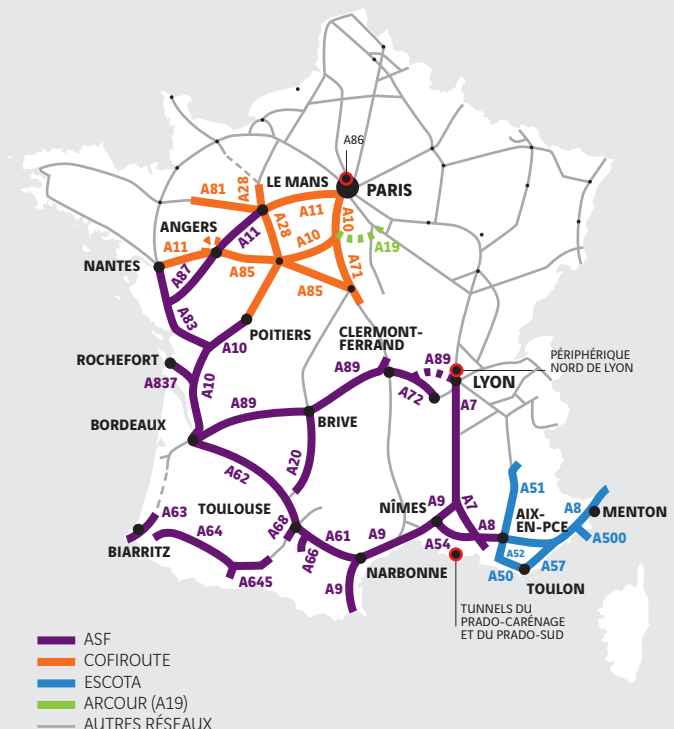 A86
LE MANS
PARIS
A81
A28
A11
A28
A10
A10
A19
ANGERS
A11
A11
NANTES
A87
A85
A71
A85
A83
POITIERS
A10
CLERMONT-
FERRAND
ROCHEFORT
A837
A10
A89
A89
PÉRIPHÉRIQUE
NORD DE LYON
LYON
A72
A7
A89
BRIVE
BORDEAUX
A62
A20
A51
TOULOUSE
NÎMES
A9
A7
AIX-
EN-PCE
A8
MENTON
A63
A64
A68
A61
A9
A54
A8
A500
BIARRITZ
A66
A52
A57
A645
A9
NARBONNE
A50
TOULON
TUNNELS DU
PRADO-CARÉNAGE
ET DU PRADO-SUD
ASF
COFIROUTE
ESCOTA
ARCOUR (A19)
AUTRES RÉSEAUX